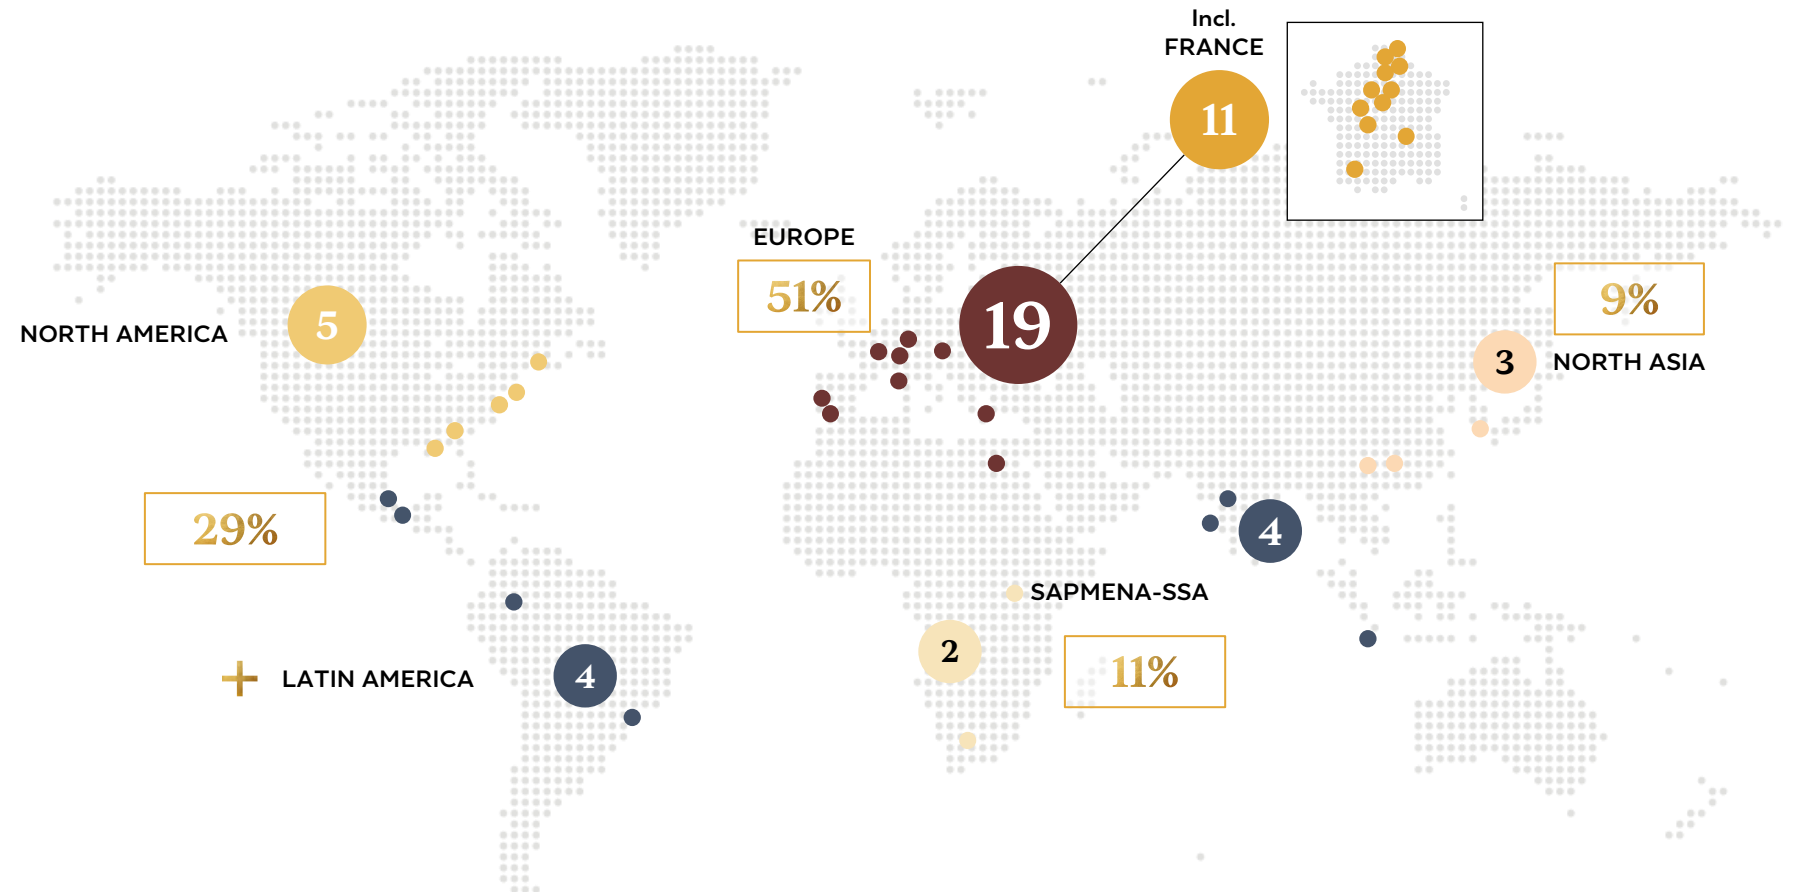 Incl.
FRANCE
11
EUROPE
51%
19
9%
NORTH AMERICA
5
3
NORTH ASIA
29%
4
SAPMENA-SSA
2
11%
+ LATIN AMERICA
4